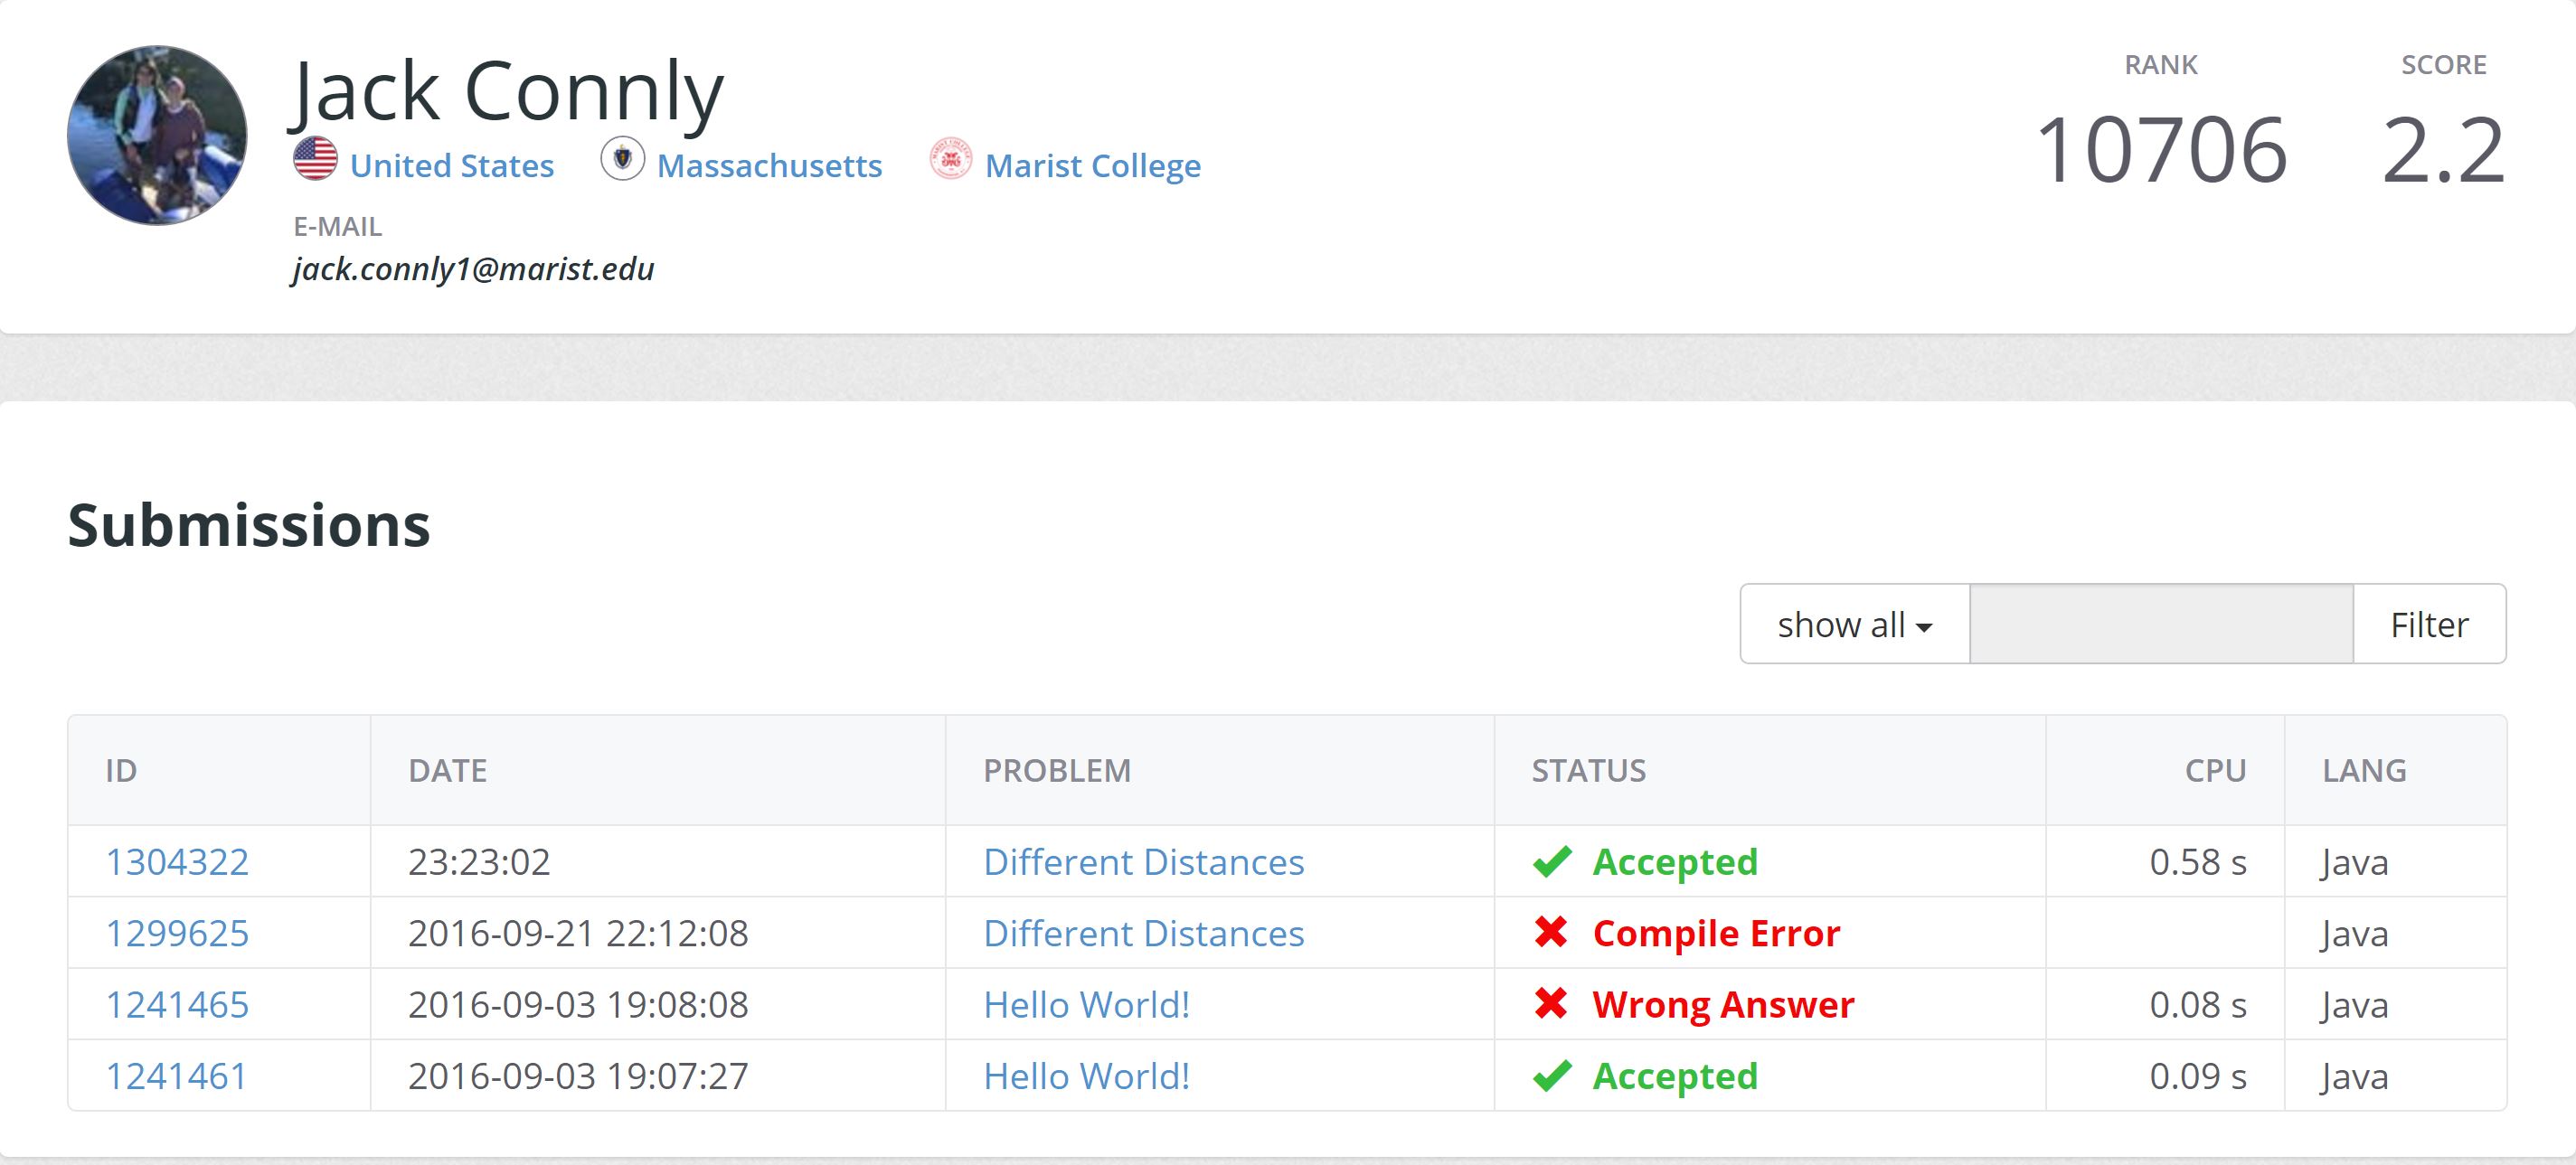 Jack Connly
United States Massachusetts Marist College
E-MAIL
jack.connly1@marist.edu
RANK
10706
SCORE
2.2
Submissions
show all Filter
ID DATE PROBLEM STATUS CPU LANG
1304322 23:23:02 Different Distances Accepted 0.58 s Java
1299625 2016-09-21 22:12:08 Different Distances Compile Error Java
1241465 2016-09-03 19:08:08 Hello World! Wrong Answer 0.08 s Java
1241461 2016-09-03 19:07:27 Hello World! Accepted 0.09 s Java